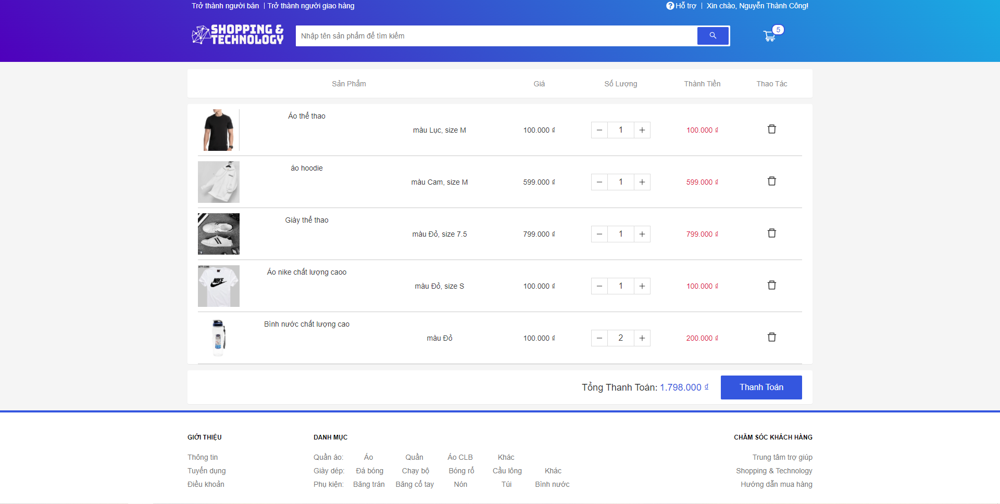 Trở thành người bán | Trở thành người giao hàng
Hỗ trợ | Xin chào, Nguyễn Thành Công!
SHOPPING &
TECHNOLOGY
Nhập tên sản phẩm để tìm kiếm
5
Sản Phẩm Giá Số Lượng Thành Tiền Thao Tác
Áo thể thao
màu Lục, size M 100.000 ₫ − 1 + 100.000 ₫
áo hoodie
màu Cam, size M 599.000 ₫ − 1 + 599.000 ₫
Giày thể thao
màu Đỏ, size 7.5 799.000 ₫ − 1 + 799.000 ₫
ATT-0398
NIKE
Áo nike chất lượng caoo
màu Đỏ, size S 100.000 ₫ − 1 + 100.000 ₫
Bình nước chất lượng cao
màu Đỏ 100.000 ₫ − 2 + 200.000 ₫
Tổng Thanh Toán: 1.798.000 ₫ Thanh Toán
GIỚI THIỆU
Thông tin
Tuyển dụng
Điều khoản
DANH MỤC
Quần áo: Áo Quần Áo CLB Khác
Giày dép: Đá bóng Chạy bộ Bóng rổ Cầu lông Khác
Phụ kiện: Băng trán Băng cổ tay Nón Túi Bình nước
CHĂM SÓC KHÁCH HÀNG
Trung tâm trợ giúp
Shopping & Technology
Hướng dẫn mua hàng